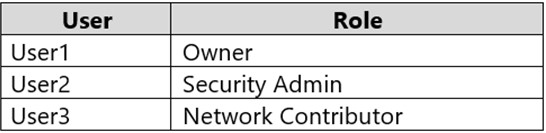 User Role
User1 Owner
User2 Security Admin
User3 Network Contributor